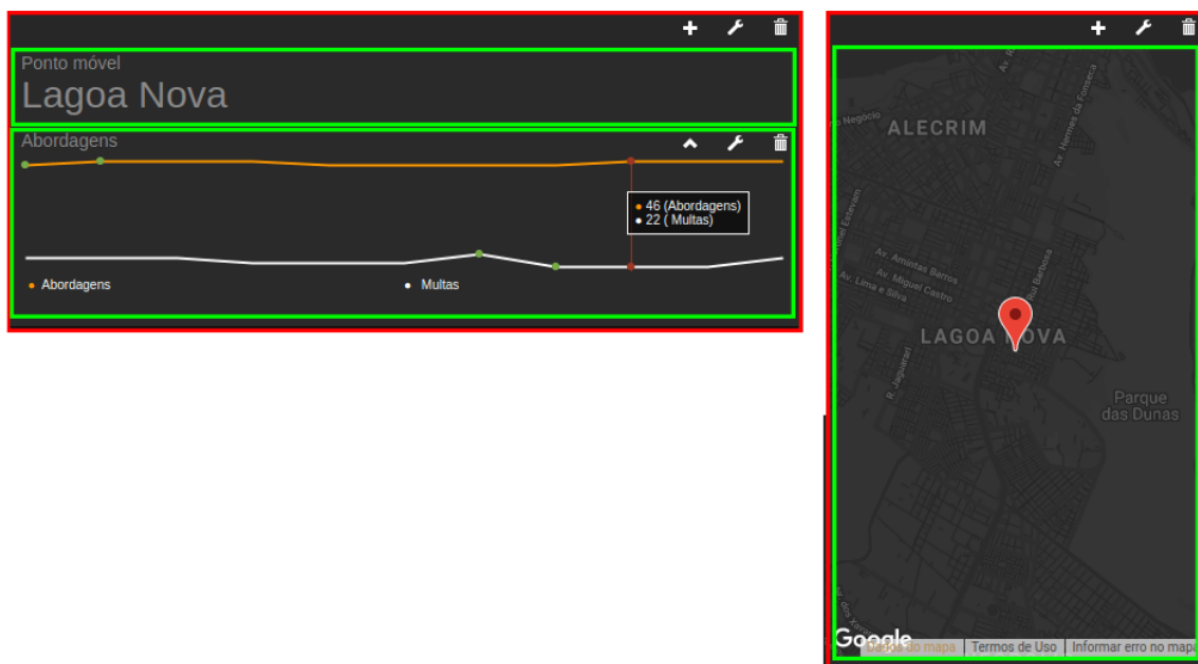 Ponto móvel
Lagoa Nova
Abordagens
46 (Abordagens)
22 ( Multas)
Abordagens
Multas
Av. Hermes da Fonseca
Negócio
ALECRIM
Av. Amintas Barros
Av. Miguel Castro
Av. Lima e Silva
Rui Barbosa
LAGOA NOVA
R. Jaguarari
Parque
das Dunas
Google
Dados do mapa
Termos de Uso
Informar erro no mapa